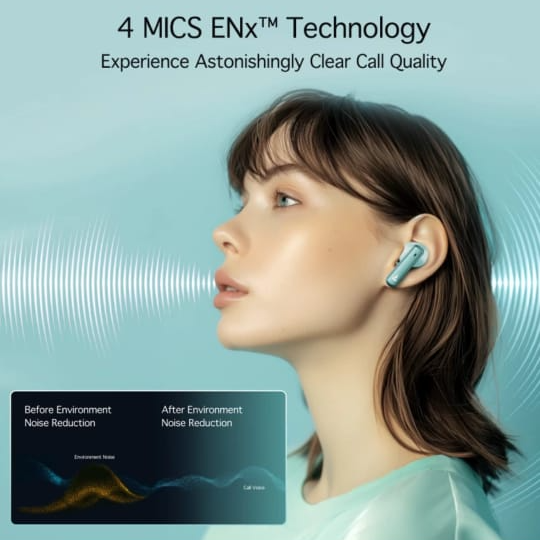 4 MICS ENx™ Technology
Experience Astonishingly Clear Call Quality
Before Environment
Noise Reduction
After Environment
Noise Reduction
Environment Noise
Call Voice